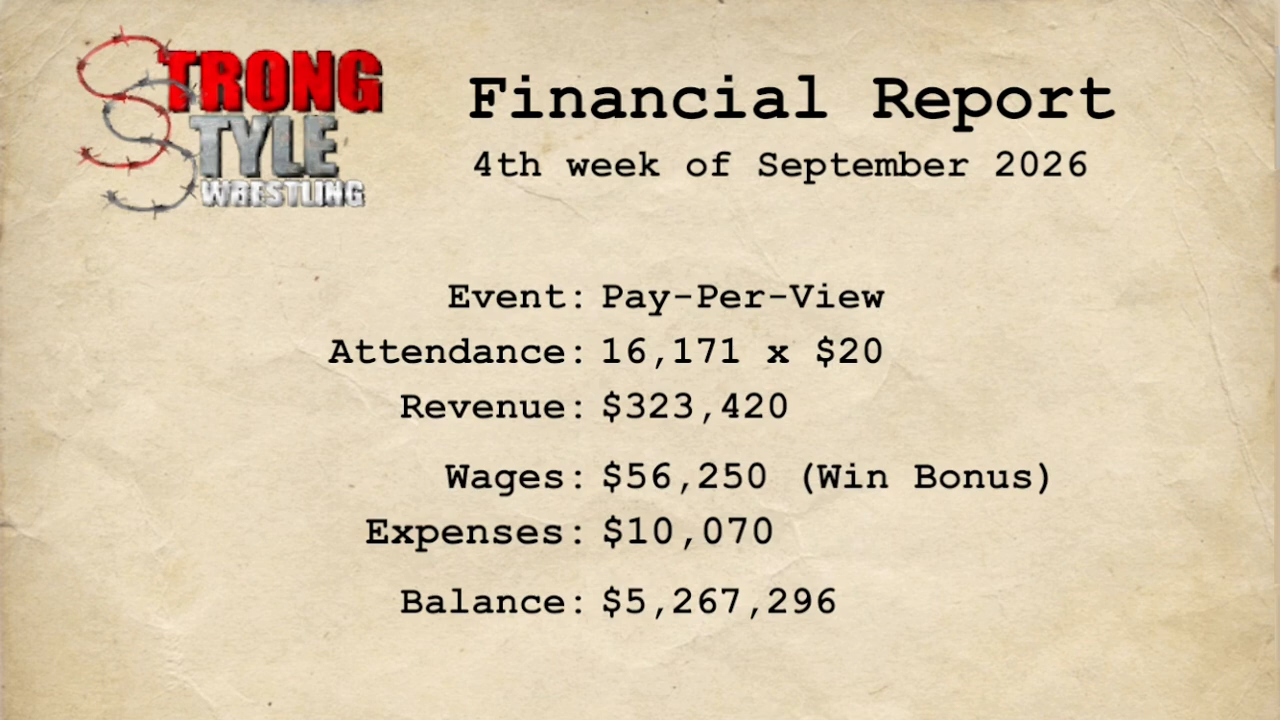 STRONG
STYLE
WRESTLING
Financial Report
4th week of September 2026
Event: Pay-Per-View
Attendance: 16,171 x $20
Revenue: $323,420
Wages: $56,250 (Win Bonus)
Expenses: $10,070
Balance: $5,267,296